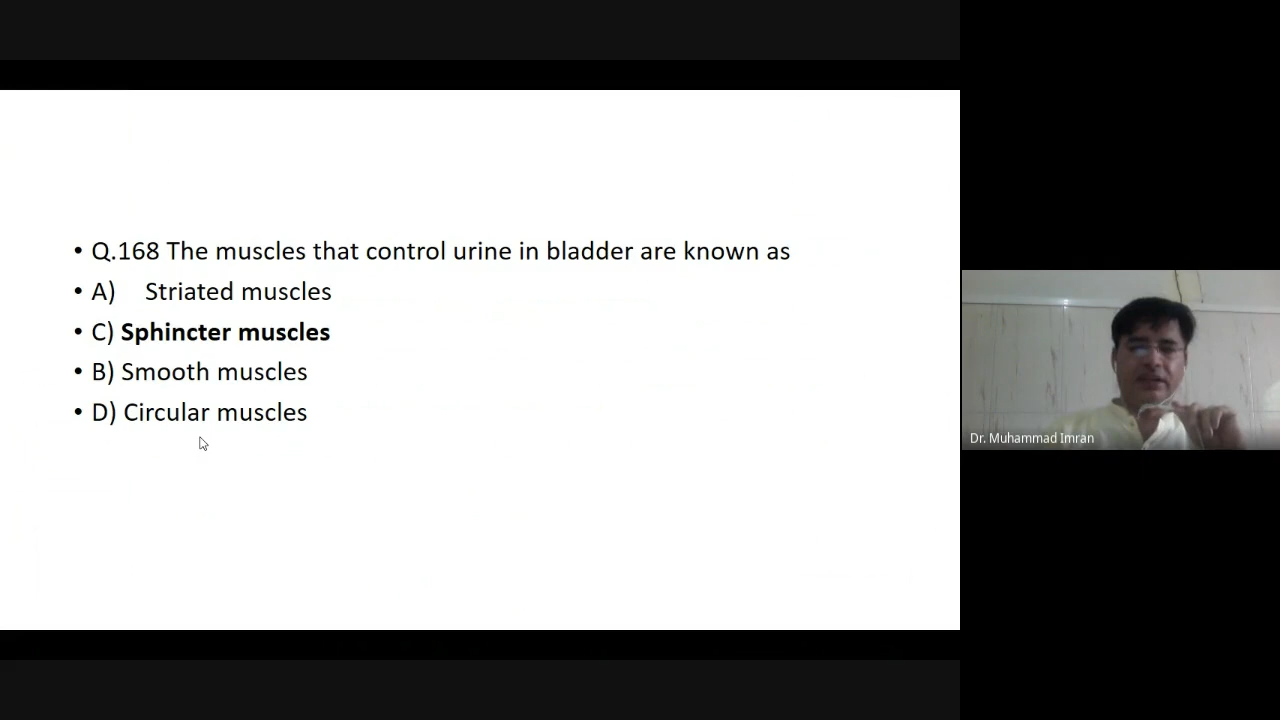 • Q.168 The muscles that control urine in bladder are known as
• A) Striated muscles
• C) Sphincter muscles
• B) Smooth muscles
• D) Circular muscles
Dr. Muhammad Imran